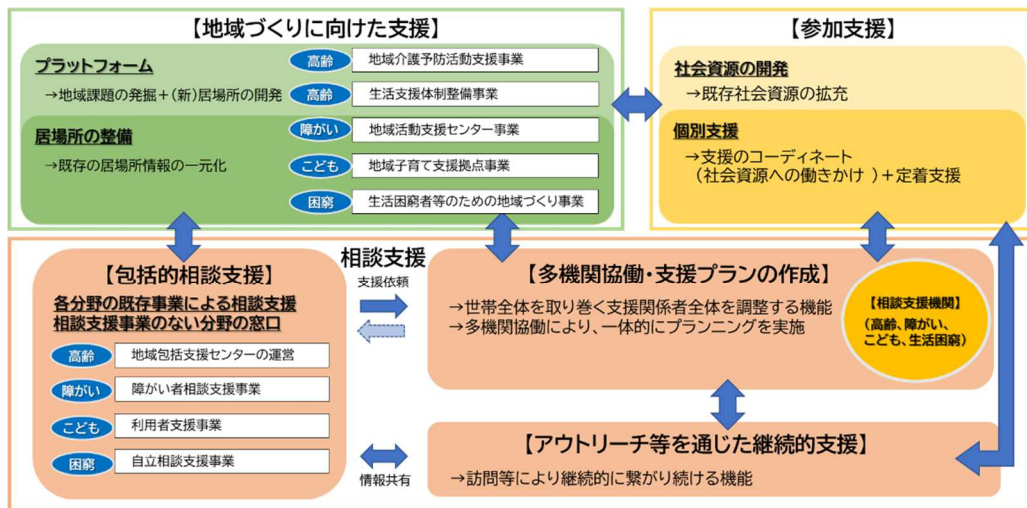 【地域づくりに向けた支援】
プラットフォーム
→地域課題の発掘+(新)居場所の開発
居場所の整備
→既存の居場所情報の一元化
高齢 地域介護予防活動支援事業
高齢 生活支援体制整備事業
障がい 地域活動支援センター事業
こども 地域子育て支援拠点事業
困窮 生活困窮者等のための地域づくり事業
【参加支援】
社会資源の開発
→既存社会資源の拡充
個別支援
→支援のコーディネート
(社会資源への働きかけ )+定着支援
相談支援
【包括的相談支援】
各分野の既存事業による相談支援
相談支援事業のない分野の窓口
高齢 地域包括支援センターの運営
障がい 障がい者相談支援事業
こども 利用者支援事業
困窮 自立相談支援事業
支援依頼
情報共有
【多機関協働・支援プランの作成】
→世帯全体を取り巻く支援関係者全体を調整する機能
→多機関協働により、一体的にプランニングを実施
【相談支援機関】
(高齢、障がい、
こども、生活困窮)
【アウトリーチ等を通じた継続的支援】
→訪問等により継続的に繋がり続ける機能